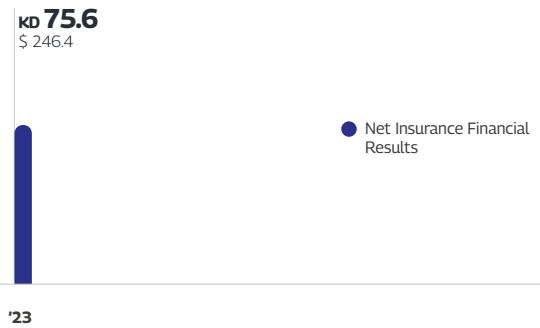 KD 75.6
$ 246.4
Net Insurance Financial
Results
’23